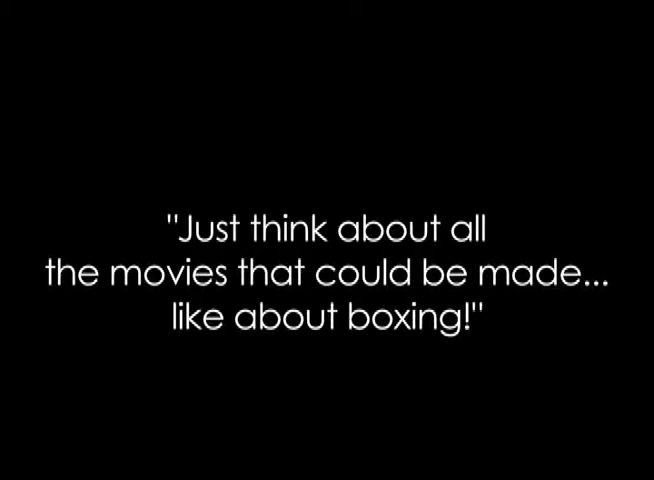 "Just think about all
the movies that could be made...
like about boxing!"